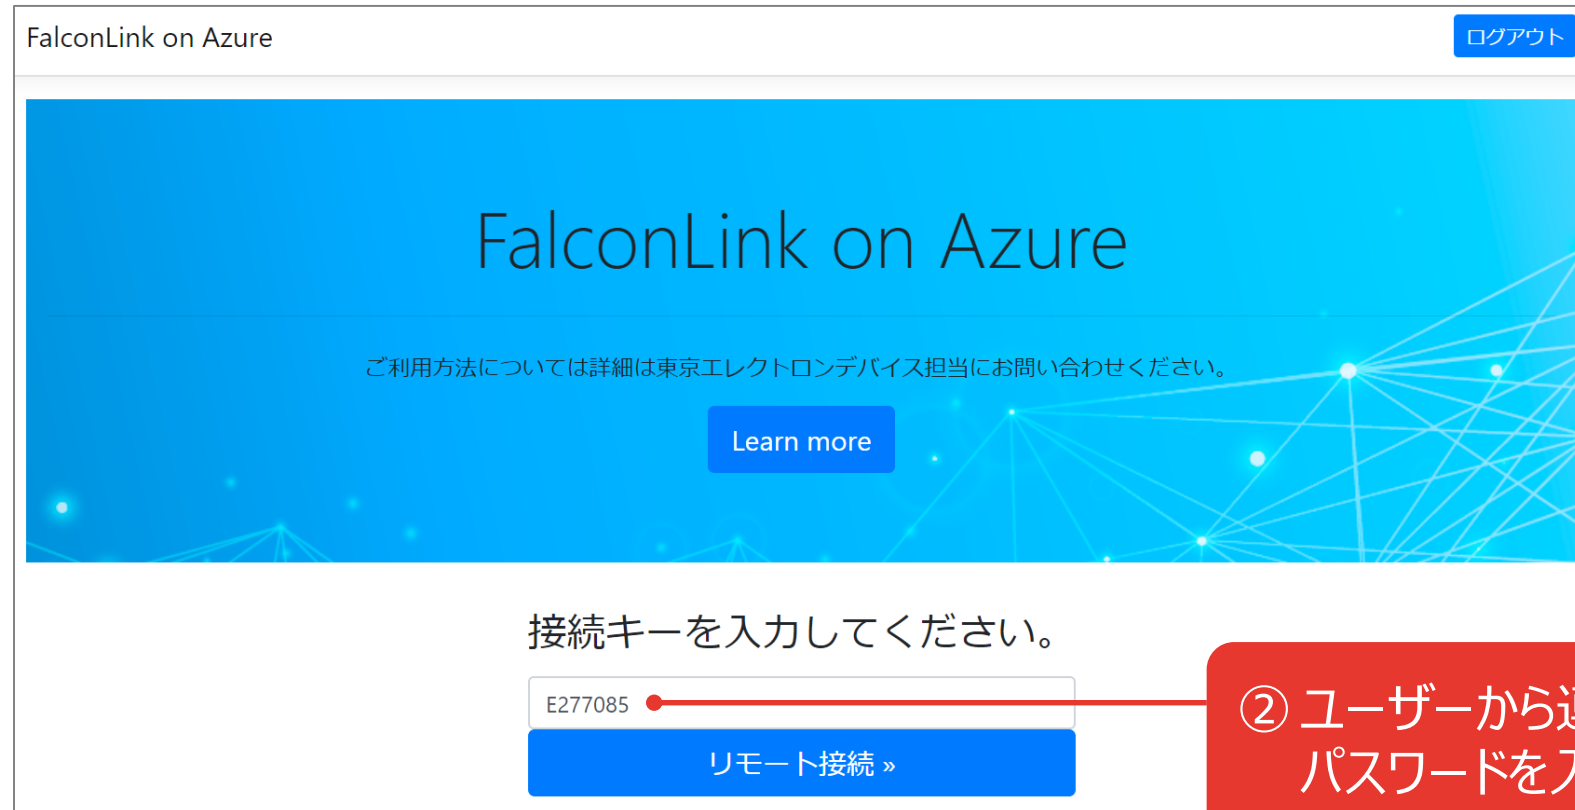 FalconLink on Azure
ログアウト
FalconLink on Azure
ご利用方法については詳細は東京エレクトロンデバイス担当にお問い合わせください。
Learn more
接続キーを入力してください。
E277085
リモート接続 »
② ユーザーから
パスワードを入